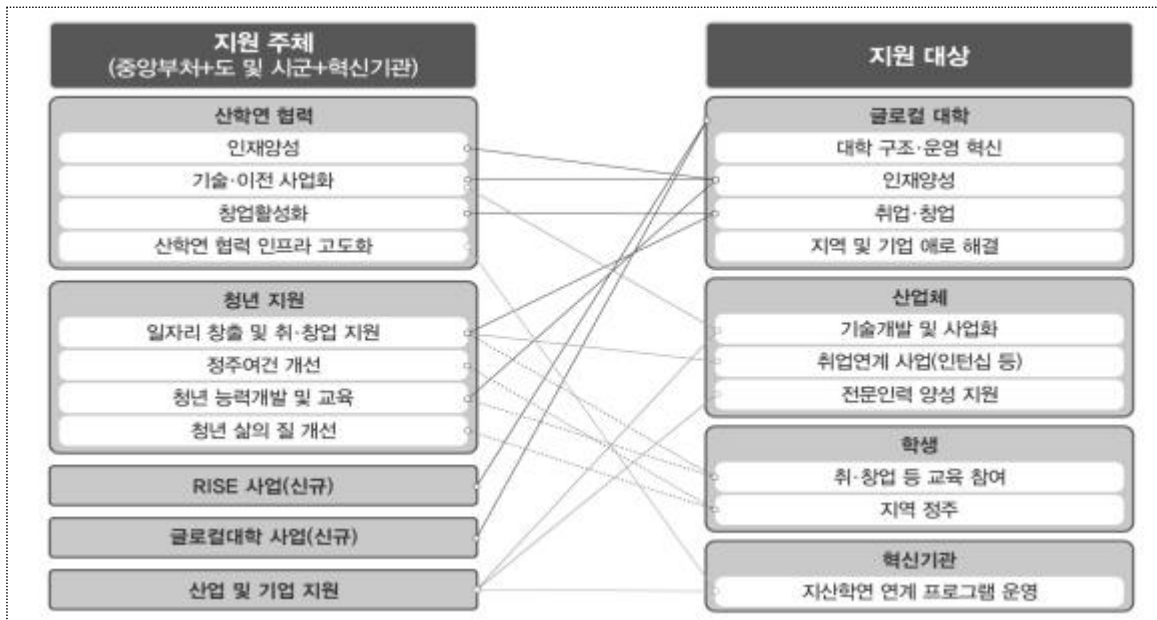 지원 주체
(중앙부처+도 및 시군+혁신기관)
산학연 협력
인재양성
기술·이전 사업화
창업활성화
산학연 협력 인프라 고도화
청년 지원
일자리 창출 및 취·창업 지원
정주여건 개선
청년 능력개발 및 교육
청년 삶의 질 개선
RISE 사업(신규)
글로컬대학 사업(신규)
산업 및 기업 지원
지원 대상
글로컬 대학
대학 구조·운영 혁신
인재양성
취업·창업
지역 및 기업 애로 해결
산업체
기술개발 및 사업화
취업연계 사업(인턴십 등)
전문인력 양성 지원
학생
취·창업 등 교육 참여
지역 정주
혁신기관
지산학연 연계 프로그램 운영